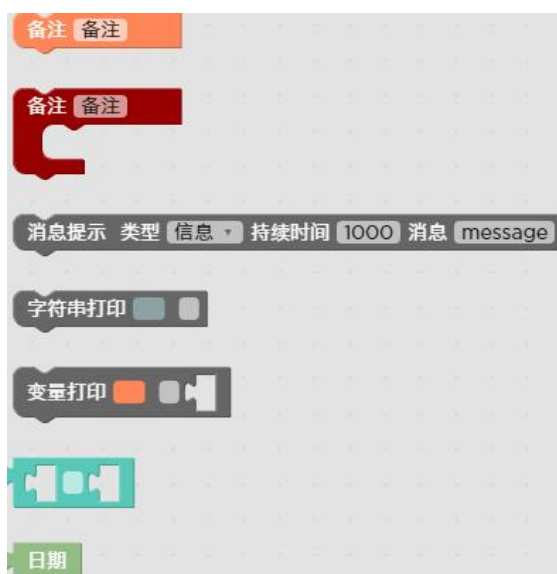 备注 备注
备注 备注
消息提示 类型 信息 持续时间 1000 消息 message
字符串打印
变量打印
日期